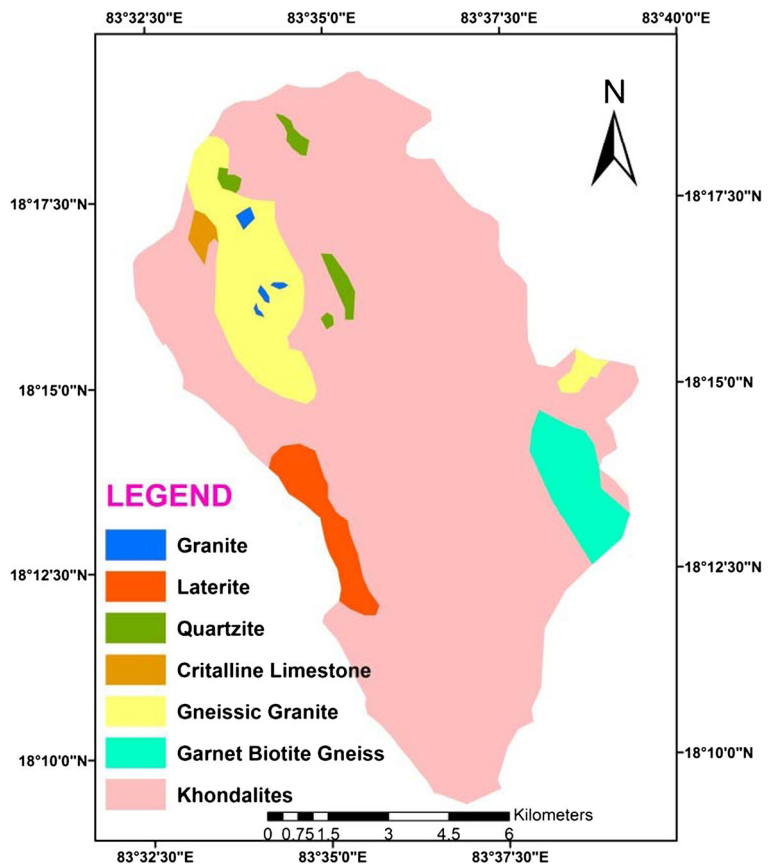 83°32'30"E 83°35'0"E 83°37'30"E 83°40'0"E
N
18°17'30"N 18°17'30"N
18°15'0"N 18°15'0"N
LEGEND
Granite
18°12'30"N 18°12'30"N
Laterite
Quartzite
Critalline Limestone
Gneissic Granite
Garnet Biotite Gneiss
18°10'0"N 18°10'0"N
Khondalites
Kilometers
0 0.75 1.5 3 4.5 6
83°32'30"E 83°35'0"E 83°37'30"E